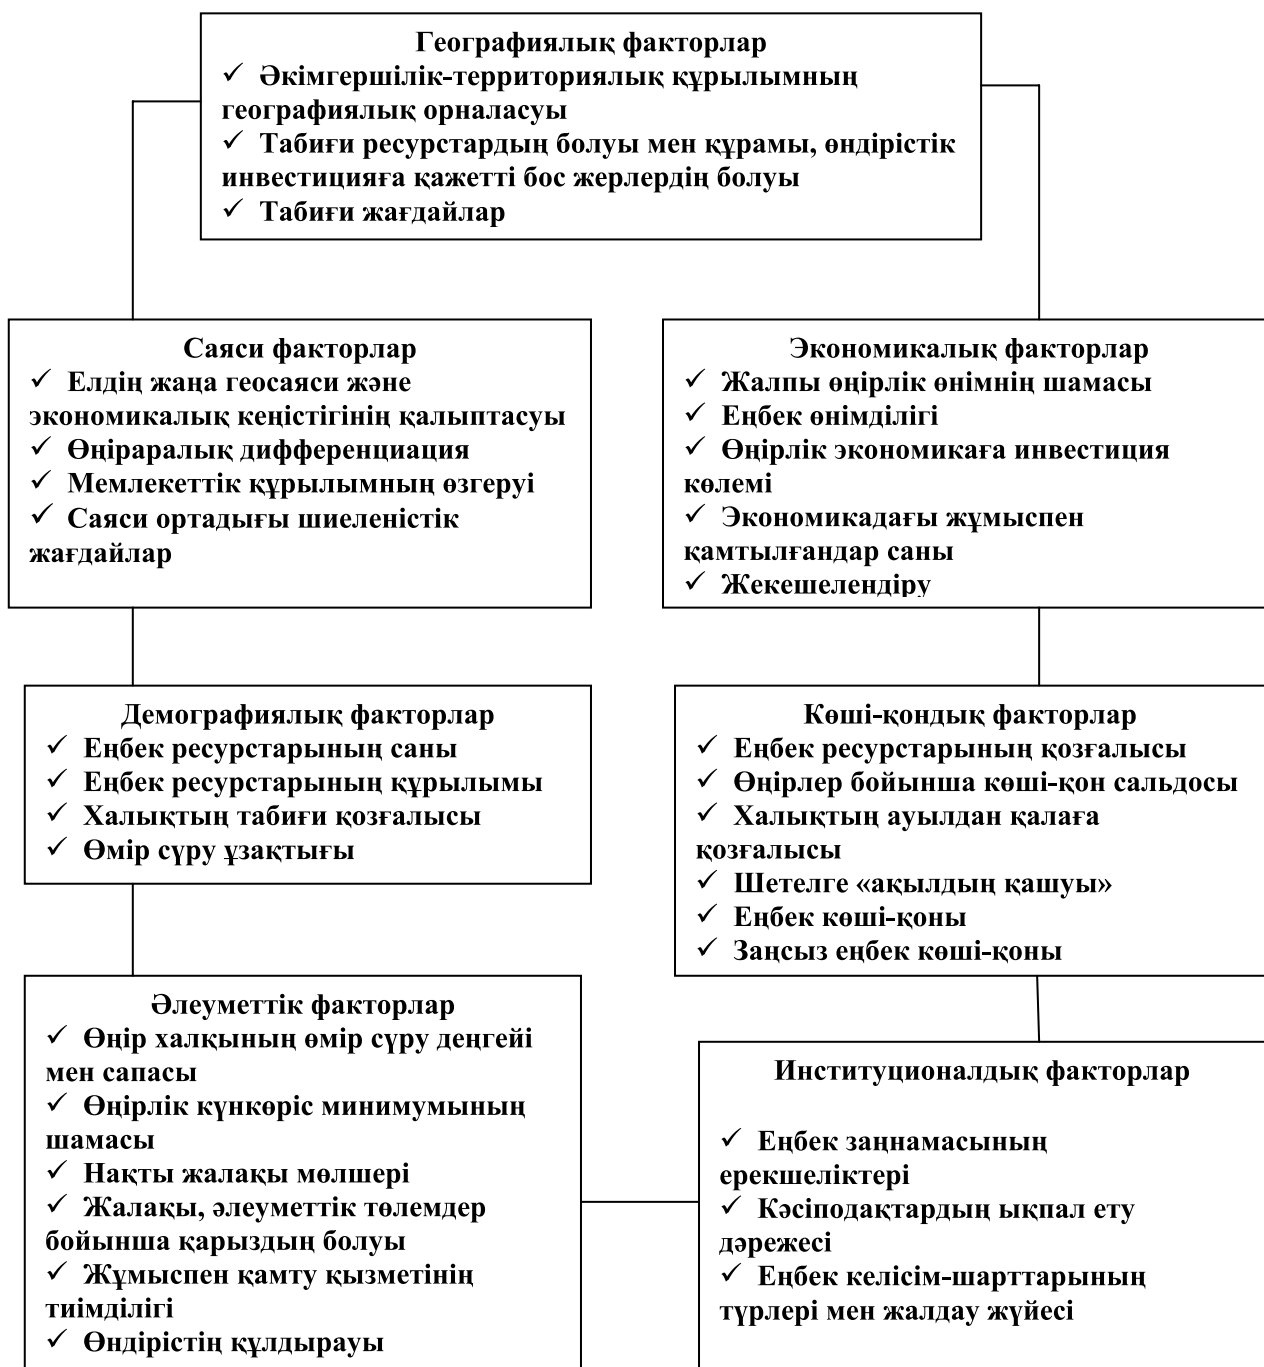 Географиялық факторлар
✓ Әкімгершілік-территориялық құрылымның
географиялық орналасуы
✓ Табиғи ресурстардың болуы мен құрамы, өндірістік
инвестицияға қажетті бос жерлердің болуы
✓ Табиғи жағдайлар
Саяси факторлар
✓ Елдің жаңа геосаяси және
экономикалық кеңістігінің қалыптасуы
✓ Өңіраралық дифференциация
✓ Мемлекеттік құрылымның өзгеруі
✓ Саяси ортадығы шиеленістік
жағдайлар
Экономикалық факторлар
✓ Жалпы өңірлік өнімнің шамасы
✓ Еңбек өнімділігі
✓ Өңірлік экономикаға инвестиция
көлемі
✓ Экономикадағы жұмыспен
қамтылғандар саны
✓ Жекешелендіру
Демографиялық факторлар
✓ Еңбек ресурстарының саны
✓ Еңбек ресурстарының құрылымы
✓ Халықтың табиғи қозғалысы
✓ Өмір сүру ұзақтығы
Көші-қондық факторлар
✓ Еңбек ресурстарының қозғалысы
✓ Өңірлер бойынша көші-қон сальдосы
✓ Халықтың ауылдан қалаға
қозғалысы
✓ Шетелге «ақылдың қашуы»
✓ Еңбек көші-қоны
✓ Заңсыз еңбек көші-қоны
Әлеуметтік факторлар
✓ Өңір халқының өмір сүру деңгейі
мен сапасы
✓ Өңірлік күнкөріс минимумының
шамасы
✓ Нақты жалақы мөлшері
✓ Жалақы, әлеуметтік төлемдер
бойынша қарыздың болуы
✓ Жұмыспен қамту қызметінің
тиімділігі
✓ Өндірістің құлдырауы
Институционалдық факторлар
✓ Еңбек заңнамасының
ерекшеліктері
✓ Кәсіподақтардың ықпал ету
дәрежесі
✓ Еңбек келісім-шарттарының
түрлері мен жалдау жүйесі